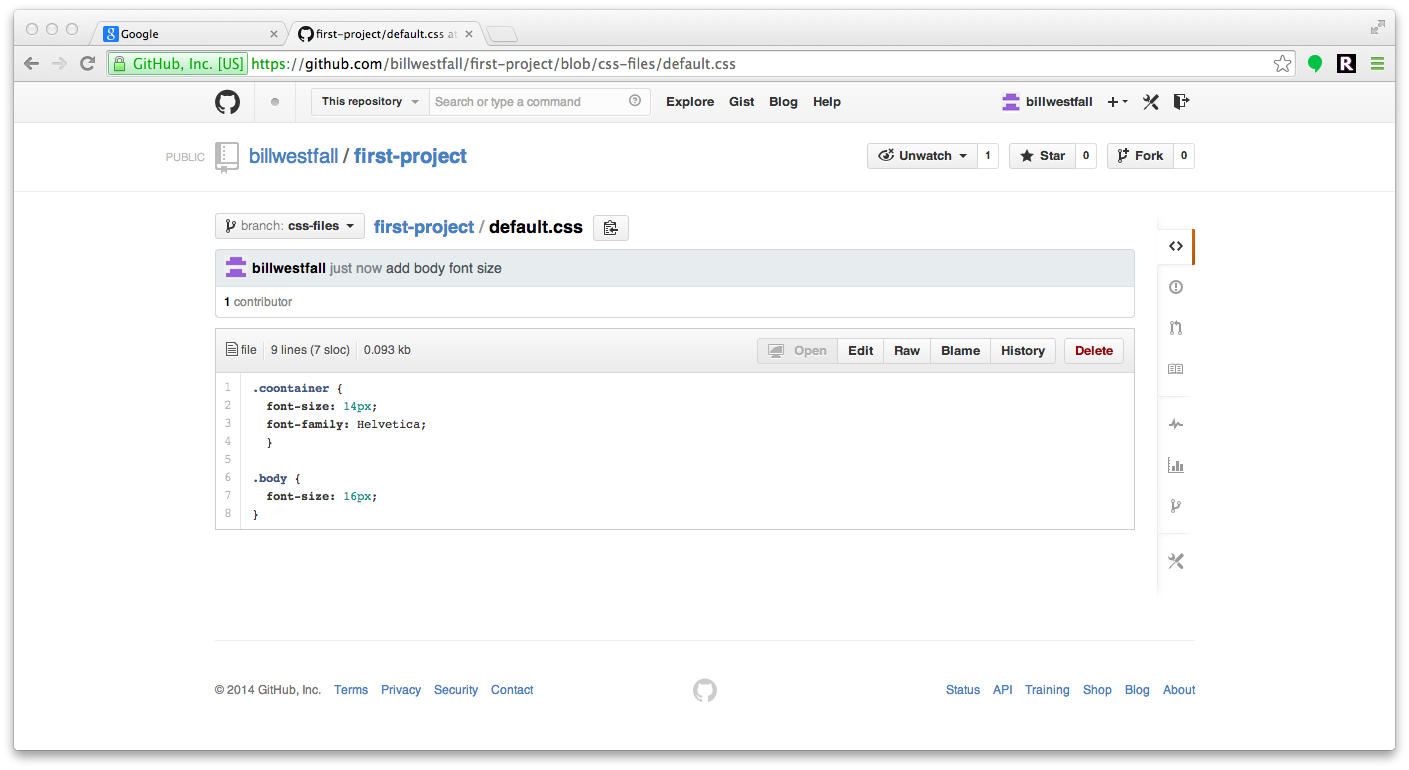 Google
first-project/default.css at
GitHub, Inc. [US] https://github.com/billwestfall/first-project/blob/css-files/default.css
This repository Search or type a command Explore Gist Blog Help billwestfall
PUBLIC billwestfall / first-project Unwatch 1 Star 0 Fork 0
branch: css-files first-project / default.css
billwestfall just now add body font size
1 contributor
file 9 lines (7 sloc) 0.093 kb Open Edit Raw Blame History Delete
1 .coontainer {
2 font-size: 14px;
3 font-family: Helvetica;
4 }
5
6 .body {
7 font-size: 16px;
8 }
© 2014 GitHub, Inc. Terms Privacy Security Contact Status API Training Shop Blog About